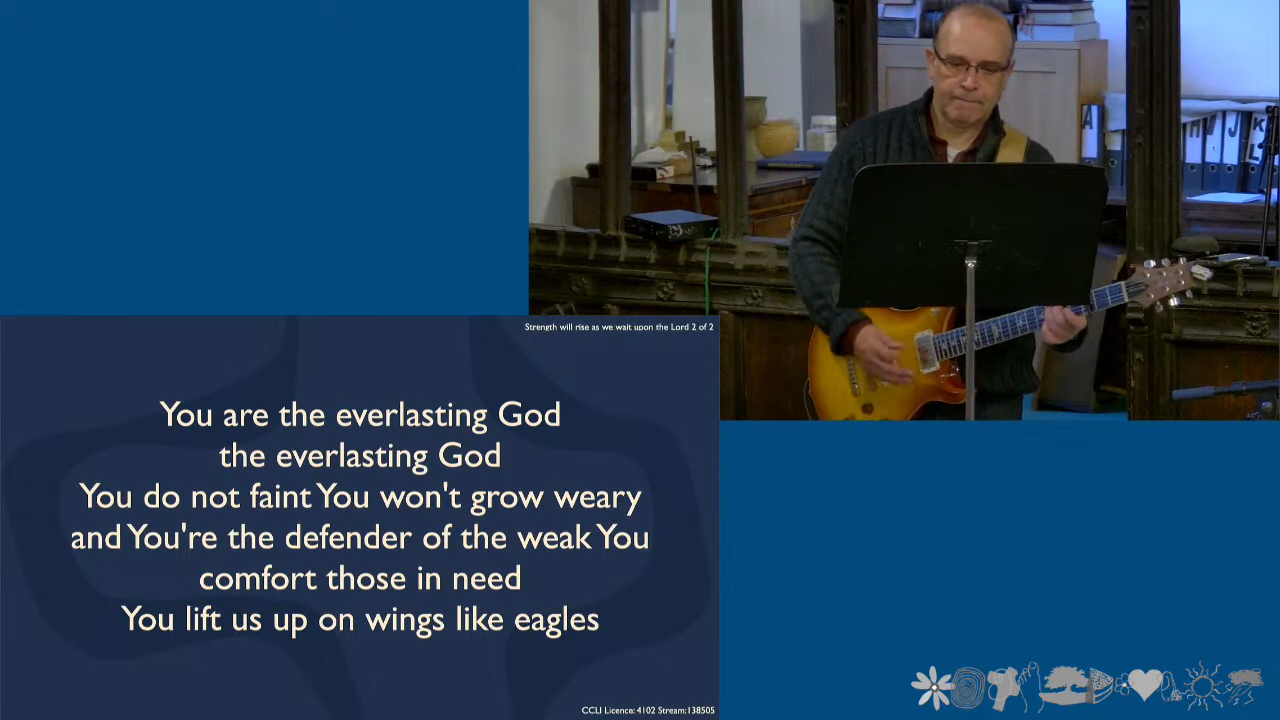 A
H V J K
L
Strength will rise as we wait upon the Lord 2 of 2
You are the everlasting God
the everlasting God
You do not faint You won't grow weary
and You're the defender of the weak You
comfort those in need
You lift us up on wings like eagles
CCLI Licence: 4102 Stream:138505